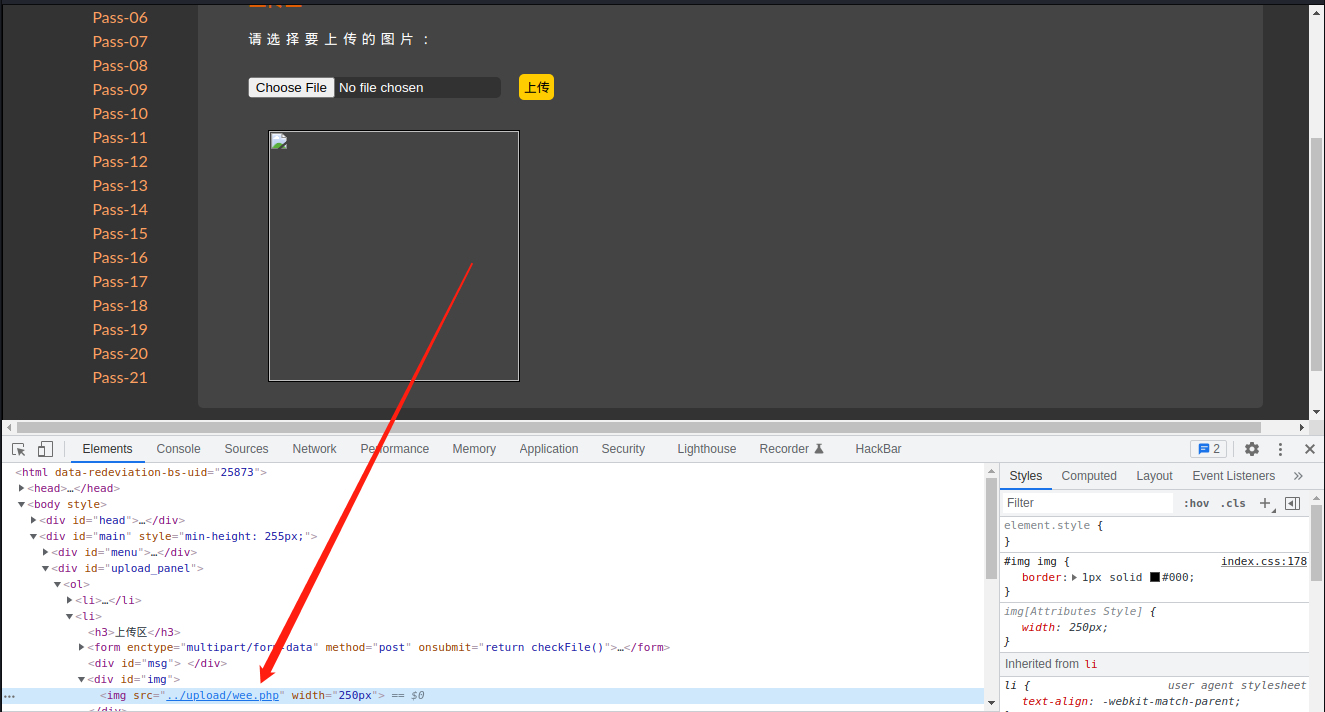 Pass-06
Pass-07
Pass-08
Pass-09
Pass-10
Pass-11
Pass-12
Pass-13
Pass-14
Pass-15
Pass-16
Pass-17
Pass-18
Pass-19
Pass-20
Pass-21
请选择要上传的图片：
Choose File No file chosen 上传
Elements Console Sources Network Performance Memory Application Security Lighthouse Recorder HackBar 2
<html data-redeviation-bs-uid="25873">
<head>…</head>
<body style>
<div id="head">…</div>
<div id="main" style="min-height: 255px;">
<div id="menu">…</div>
<div id="upload_panel">
<ol>
<li>…</li>
<li>
<h3>上传区</h3>
<form enctype="multipart/form-data" method="post" onsubmit="return checkFile()">…</form>
<div id="msg"> </div>
<div id="img">
<img src="../upload/wee.php" width="250px"> == $0
</div>
Styles Computed Layout Event Listeners »
Filter :hov .cls
element.style {
}
#img img { index.css:178
border: 1px solid #000;
}
img[Attributes Style] {
width: 250px;
}
Inherited from li
li { user agent stylesheet
text-align: -webkit-match-parent;